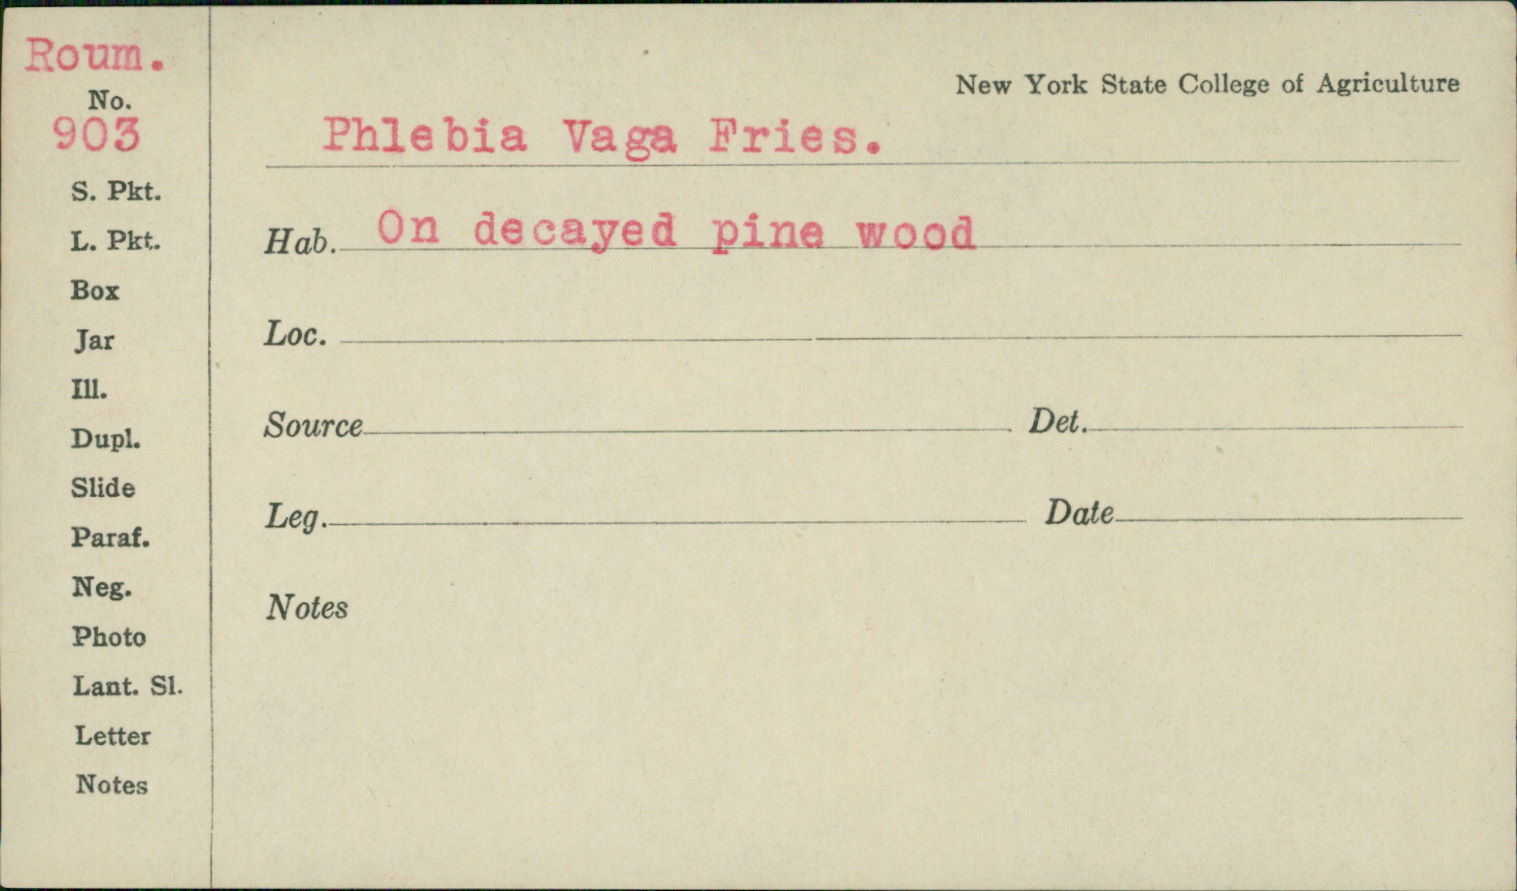 Roum.
No.
903
S. Pkt.
L. Pkt.
Box
Jar
Ill.
Dupl.
Slide
Paraf.
Neg.
Photo
Lant. Sl.
Letter
Notes
New York State College of Agriculture
Phlebia Vaga Fries.
Hab. On decayed pine wood
Loc.
Source Det.
Leg. Date
Notes